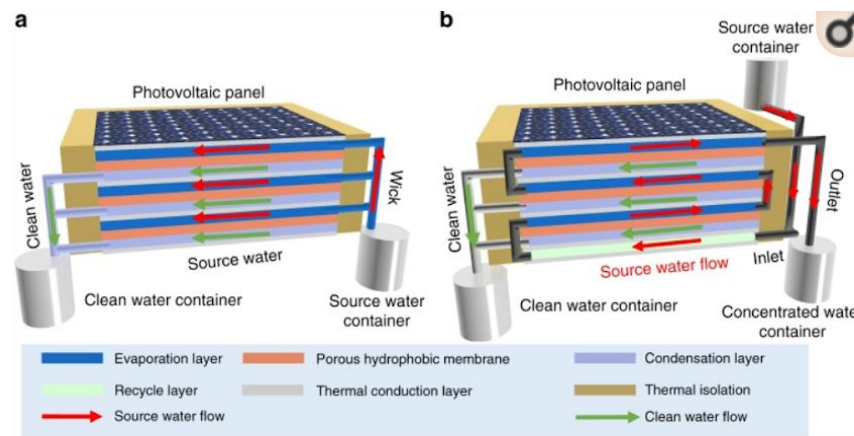 a
Photovoltaic panel
Clean water
Wick
Source water
Clean water container
Source water
container
b
Source water
container
Photovoltaic panel
Clean water
Outlet
Inlet
Source water flow
Clean water container
Concentrated water
container
Evaporation layer
Porous hydrophobic membrane
Condensation layer
Recycle layer
Thermal conduction layer
Thermal isolation
Source water flow
Clean water flow